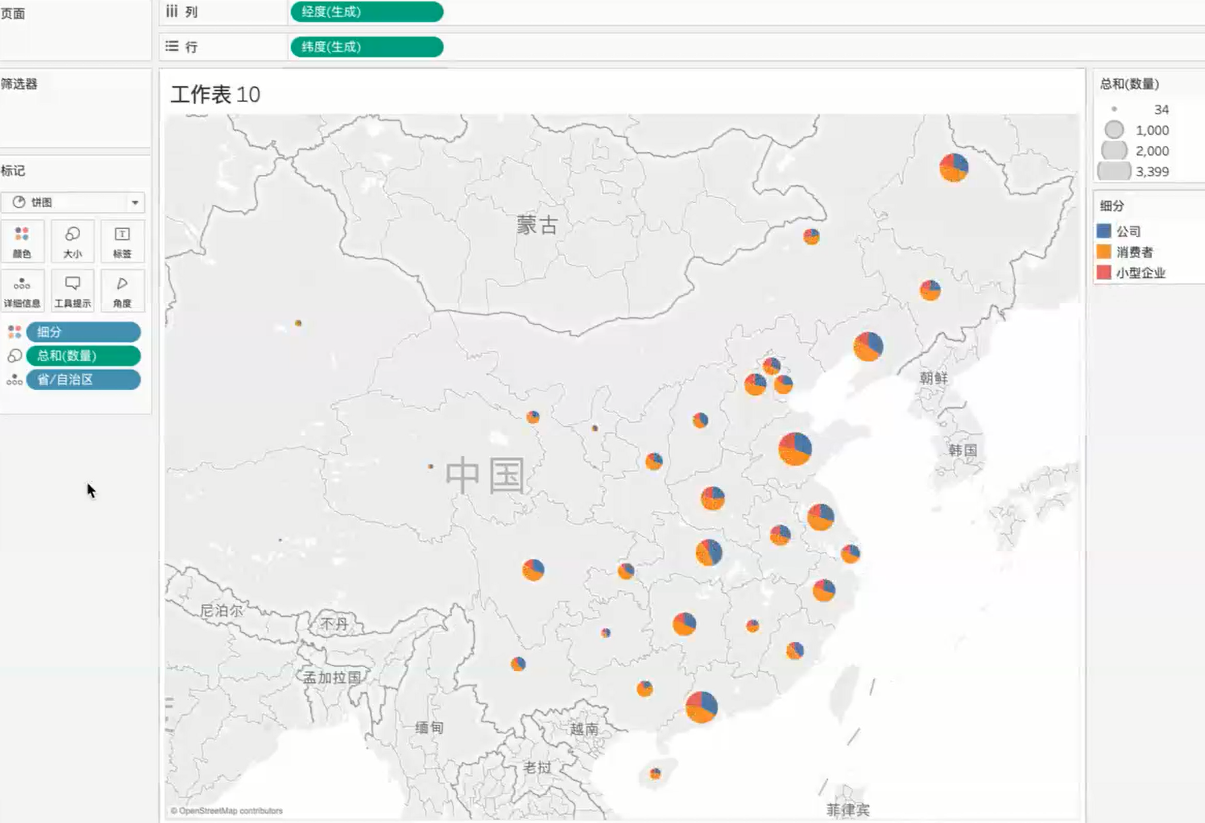 页面
iii 列
经度(生成)
行
纬度(生成)
筛选器
工作表 10
总和(数量)
34
1,000
2,000
3,399
标记
饼图
颜色
大小
标签
详细信息
工具提示
角度
细分
总和(数量)
省/自治区
细分
公司
消费者
小型企业
蒙古
朝鲜
韩国
中国
尼泊尔
不丹
孟加拉国
缅甸
越南
老挝
菲律宾
© OpenStreetMap contributors